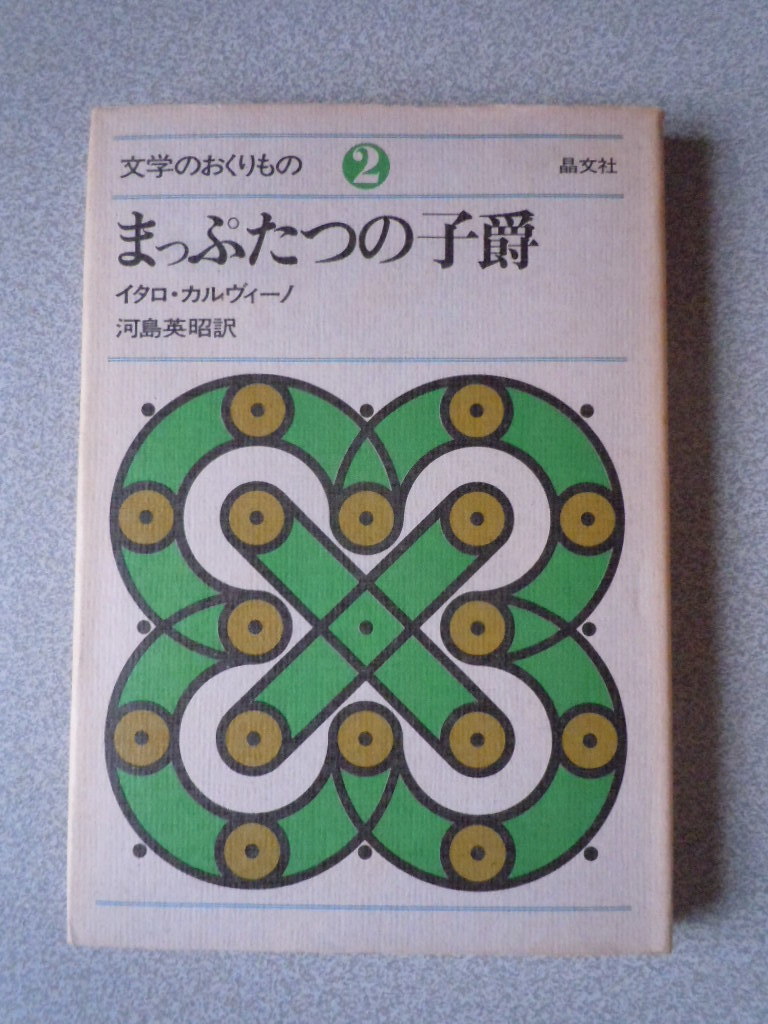 文学のおくりもの 2 晶文社
まっぷたつの子爵
イタロ・カルヴィーノ
河島英昭訳